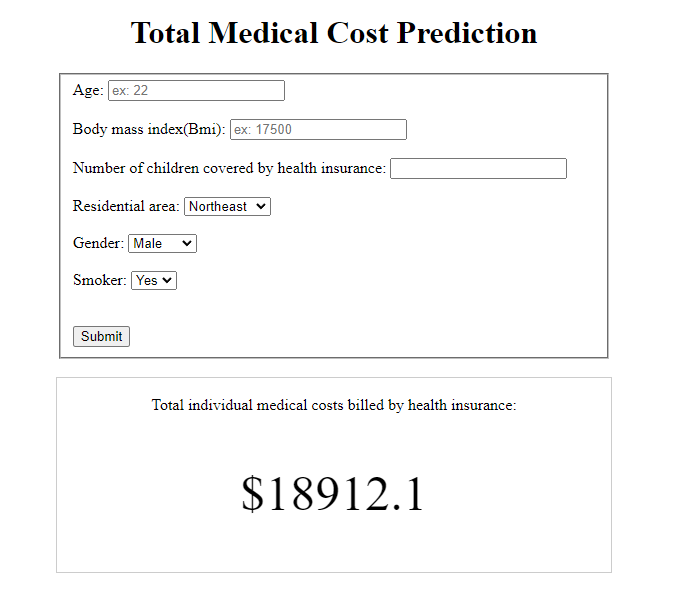 Total Medical Cost Prediction
Age: ex: 22
Body mass index(Bmi): ex: 17500
Number of children covered by health insurance:
Residential area: Northeast
Gender: Male
Smoker: Yes
Submit
Total individual medical costs billed by health insurance:
$18912.1